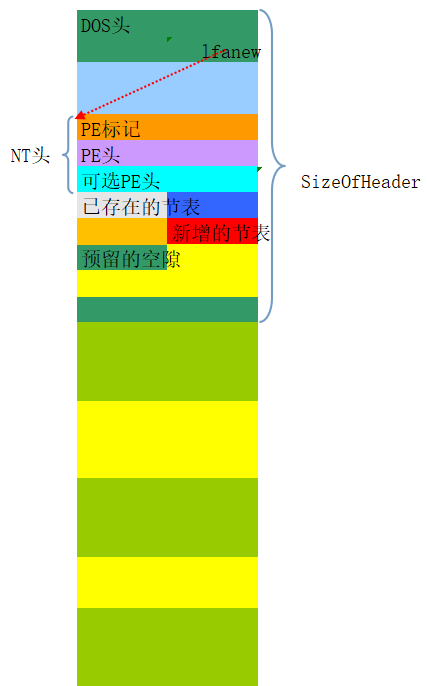 DOS头
lfanew
PE标记
NT头
PE头
可选PE头
SizeOfHeader
已存在的节表
新增的节表
预留的空隙